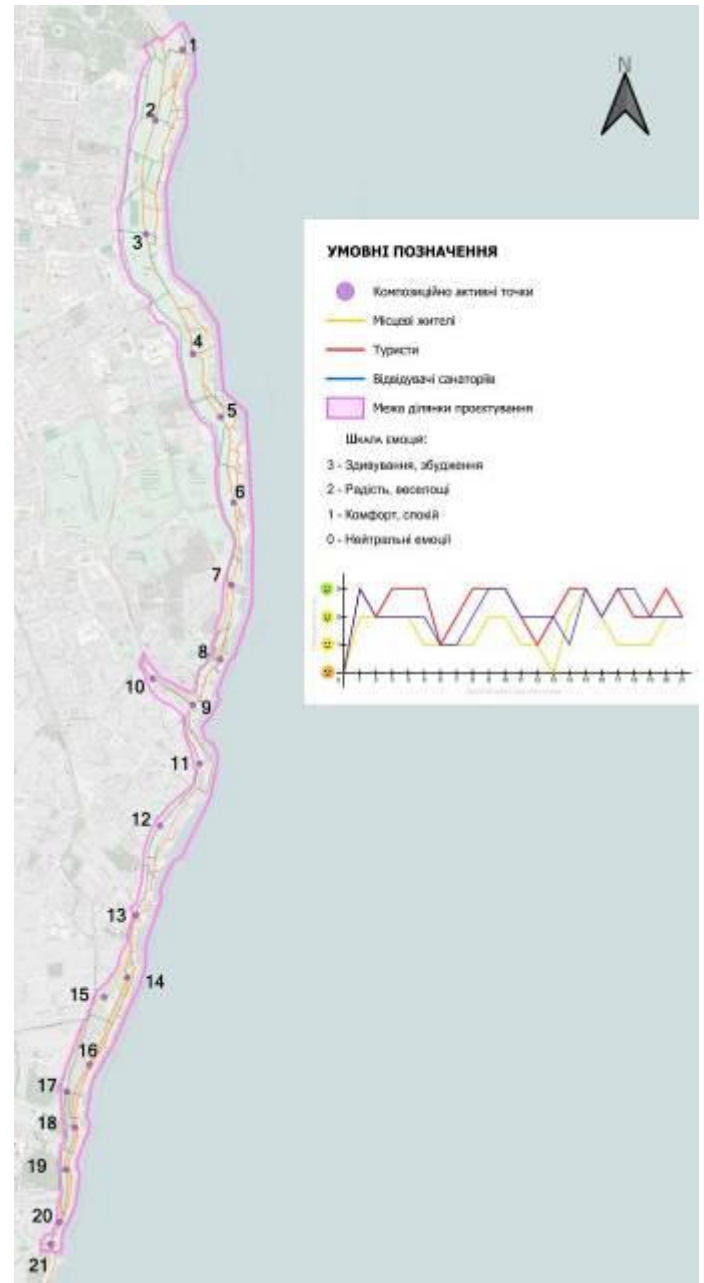 1
N
2
3
УМОВНІ ПОЗНАЧЕННЯ
Композиційно активні точки
Місцеві жителі
Туристи
Відвідувачі санаторіїв
Межа ділянки проєктування
Шкала емоцій:
3 - Здивування, збудження
2 - Радість, веселощі
1 - Комфорт, спокій
0 - Нейтральні емоції
4
5
6
7
8
10
9
11
12
13
14
15
16
17
18
19
20
21